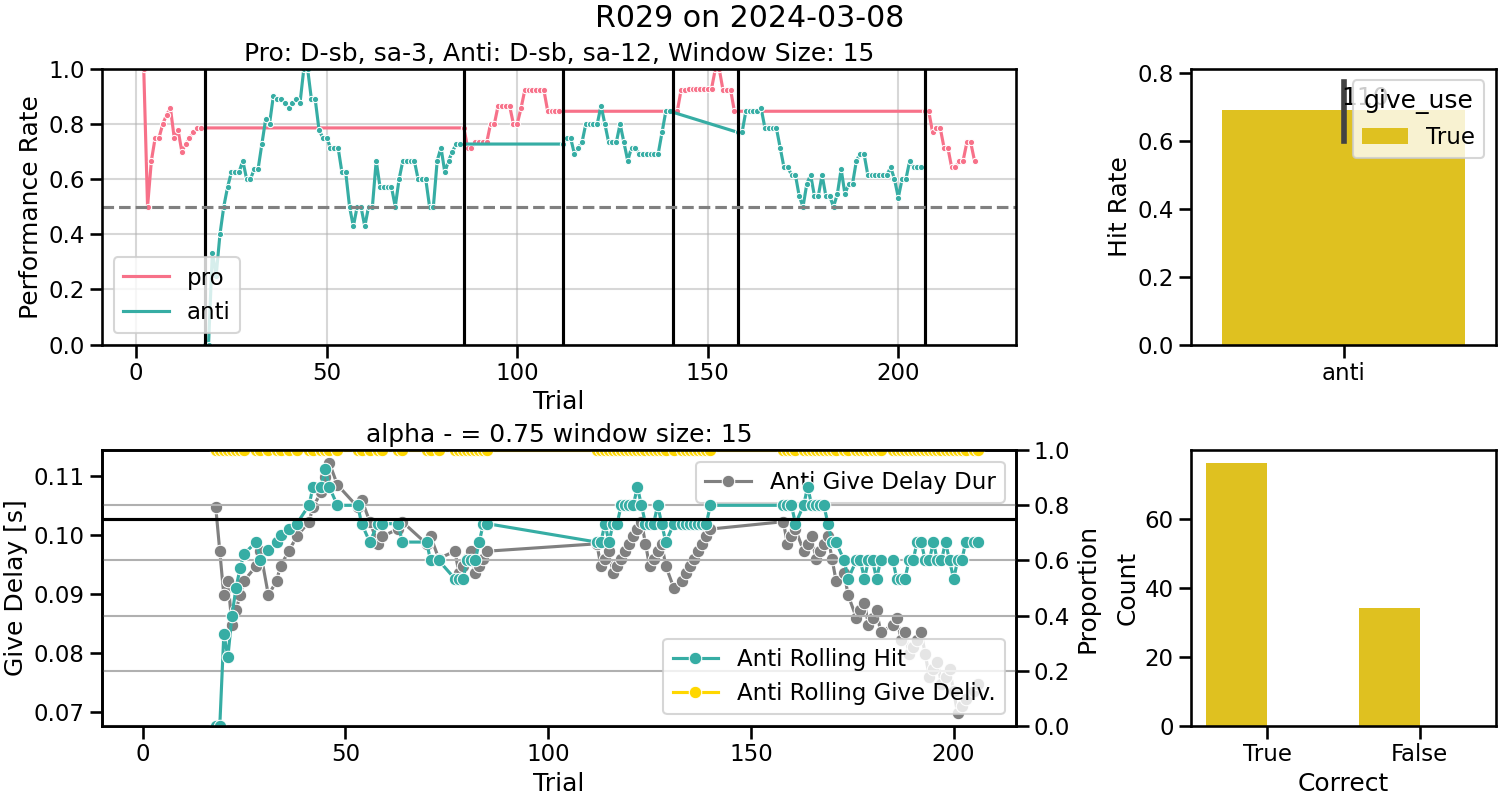 R029 on 2024-03-08
Pro: D-sb, sa-3, Anti: D-sb, sa-12, Window Size: 15
1.0
0.8
0.6
0.4
0.2
0.0
Performance Rate
pro
anti
0
50
100
150
200
Trial
0.8
0.6
0.4
0.2
0.0
Hit Rate
110
give_use
True
anti
alpha - = 0.75 window size: 15
0.11
0.10
0.09
0.08
0.07
Give Delay [s]
Anti Give Delay Dur
Anti Rolling Hit
Anti Rolling Give Deliv.
1.0
0.8
0.6
0.4
0.2
0.0
Proportion
0
50
100
150
200
Trial
60
40
20
0
Count
True
False
Correct